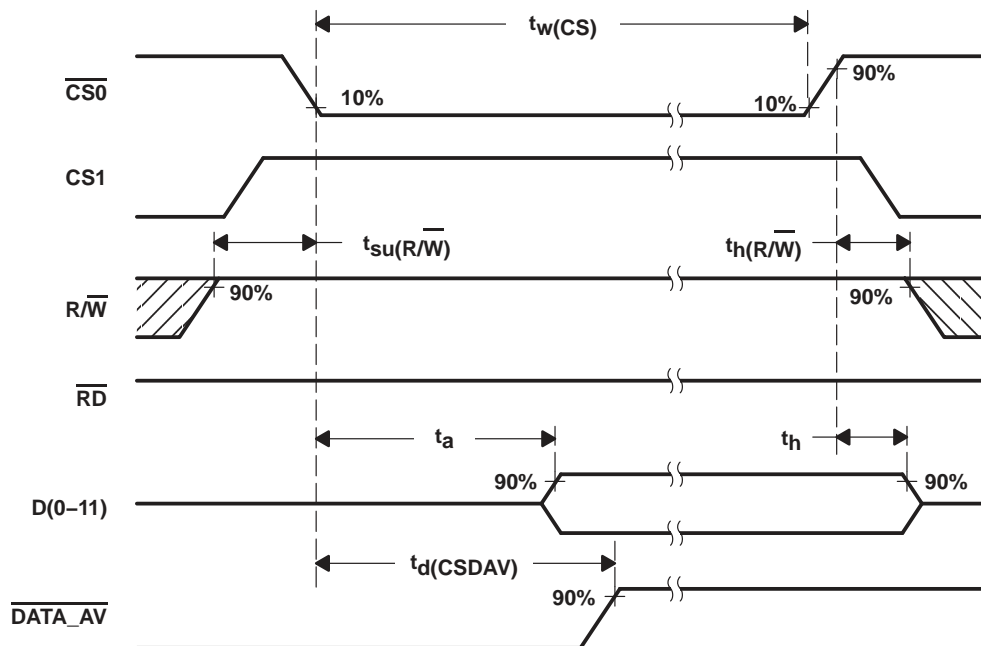 tw(CS)
CS0
10%
10%
90%
CS1
tsu(R/W)
th(R/W)
R/W
90%
90%
RD
ta
th
D(0–11)
90%
90%
td(CSDAV)
DATA_AV
90%